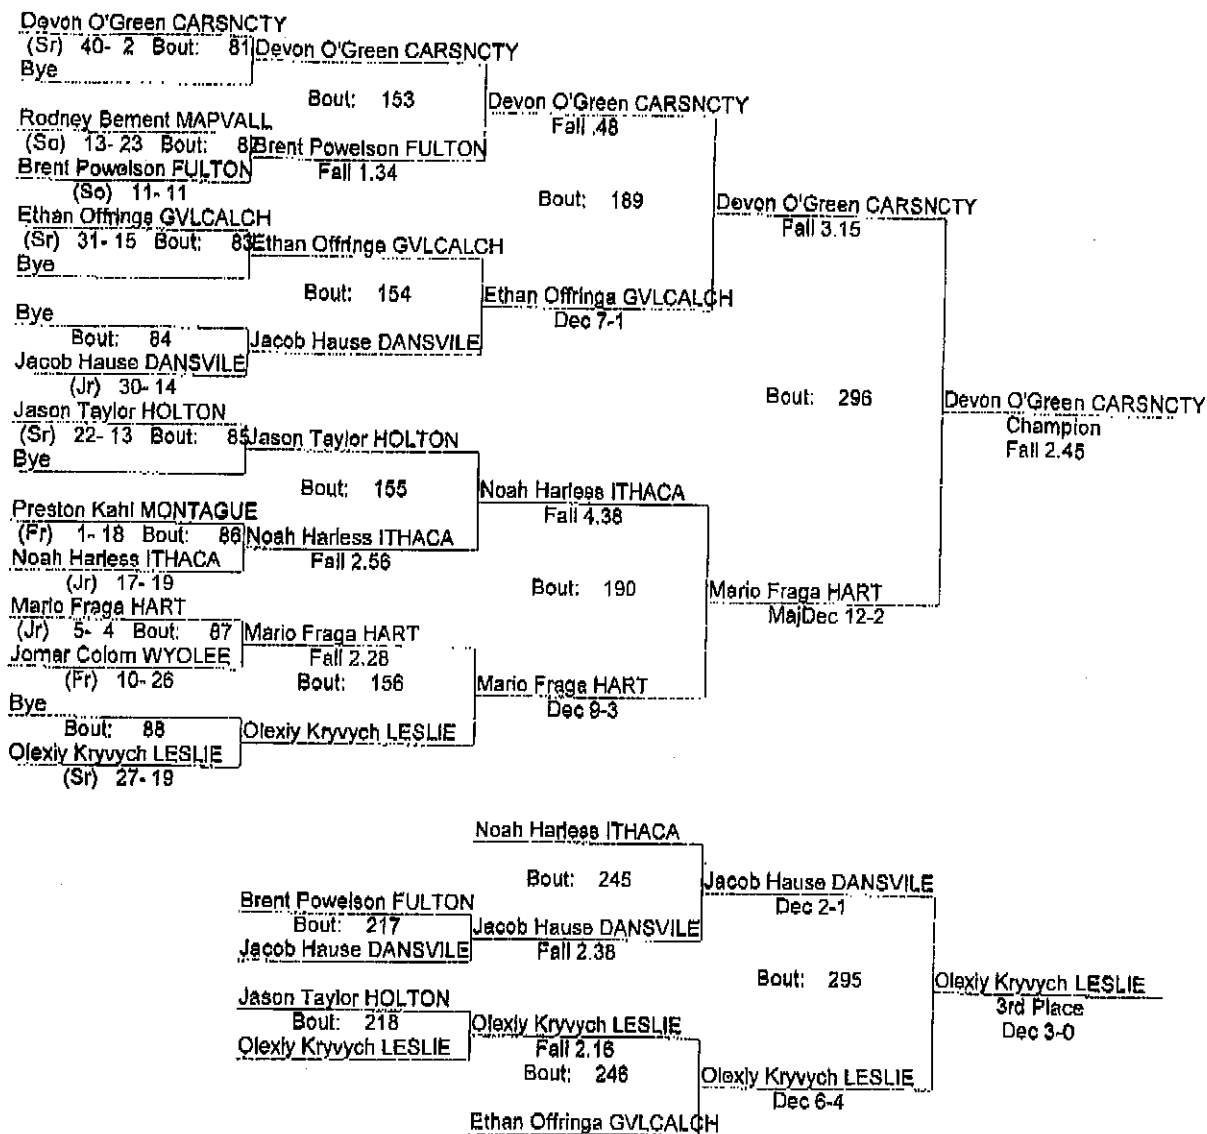 Devon O'Green CARSNCTY
(Sr) 40- 2 Bout: 81
Bye
Devon O'Green CARSNCTY
Bout: 153
Rodney Bement MAPVALL
(So) 13- 23 Bout: 82
Brent Powelson FULTON
(So) 11- 11
Brent Powelson FULTON
Fall 1.34
Devon O'Green CARSNCTY
Fall .48
Bout: 189
Ethan Offringa GVLCALCH
(Sr) 31- 15 Bout: 83
Bye
Ethan Offringa GVLCALCH
Bout: 154
Bye
Bout: 84
Jacob Hause DANSVILE
(Jr) 30- 14
Jacob Hause DANSVILE
Ethan Offringa GVLCALCH
Dec 7-1
Devon O'Green CARSNCTY
Fall 3.15
Bout: 296
Devon O'Green CARSNCTY
Champion
Fall 2.45
Jason Taylor HOLTON
(Sr) 22- 13 Bout: 85
Bye
Jason Taylor HOLTON
Bout: 155
Preston Kahl MONTAGUE
(Fr) 1- 18 Bout: 86
Noah Harless ITHACA
(Jr) 17- 19
Noah Harless ITHACA
Fall 2.56
Noah Harless ITHACA
Fall 4.38
Bout: 190
Mario Fraga HART
(Jr) 5- 4 Bout: 87
Jomar Colom WYOLEE
(Fr) 10- 26
Mario Fraga HART
Fall 2.28
Bout: 156
Bye
Bout: 88
Olexiy Kryvych LESLIE
(Sr) 27- 19
Olexiy Kryvych LESLIE
Mario Fraga HART
Dec 9-3
Mario Fraga HART
MajDec 12-2
Noah Harless ITHACA
Bout: 245
Brent Powelson FULTON
Bout: 217
Jacob Hause DANSVILE
Jacob Hause DANSVILE
Fall 2.38
Jacob Hause DANSVILE
Dec 2-1
Bout: 295
Jason Taylor HOLTON
Bout: 218
Olexiy Kryvych LESLIE
Olexiy Kryvych LESLIE
Fall 2.16
Bout: 246
Ethan Offringa GVLCALCH
Olexiy Kryvych LESLIE
Dec 6-4
Olexiy Kryvych LESLIE
3rd Place
Dec 3-0